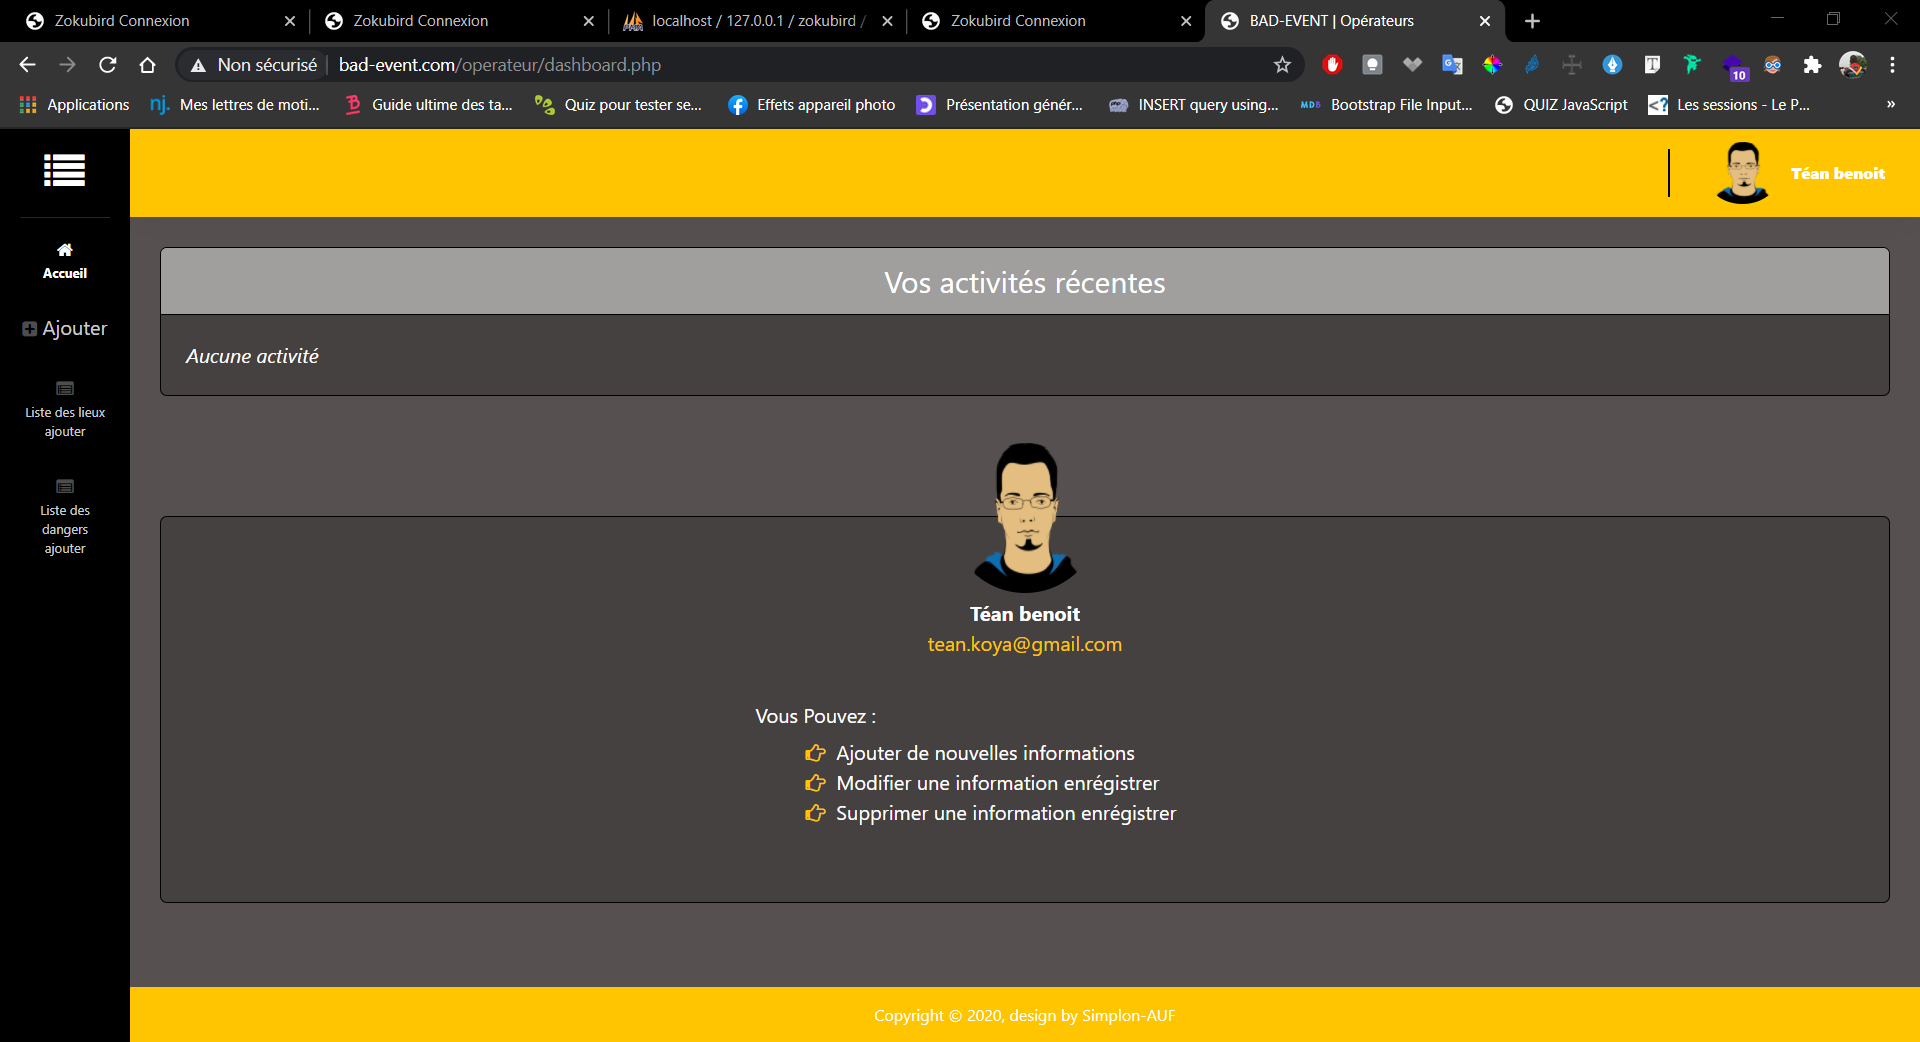 Zokubird Connexion
Zokubird Connexion
localhost / 127.0.0.1 / zokubird /
Zokubird Connexion
BAD-EVENT | Opérateurs
Non sécurisé
bad-event.com/operateur/dashboard.php
10
Applications
Mes lettres de moti...
Guide ultime des ta...
Quiz pour tester se...
Effets appareil photo
Présentation génér...
INSERT query using...
Bootstrap File Input...
QUIZ JavaScript
Les sessions - Le P...
»
Téan benoit
Accueil
Ajouter
Liste des lieux
ajouter
Liste des
dangers
ajouter
Vos activités récentes
Aucune activité
Téan benoit
tean.koya@gmail.com
Vous Pouvez :
Ajouter de nouvelles informations
Modifier une information enrégistrer
Supprimer une information enrégistrer
Copyright © 2020, design by Simplon-AUF